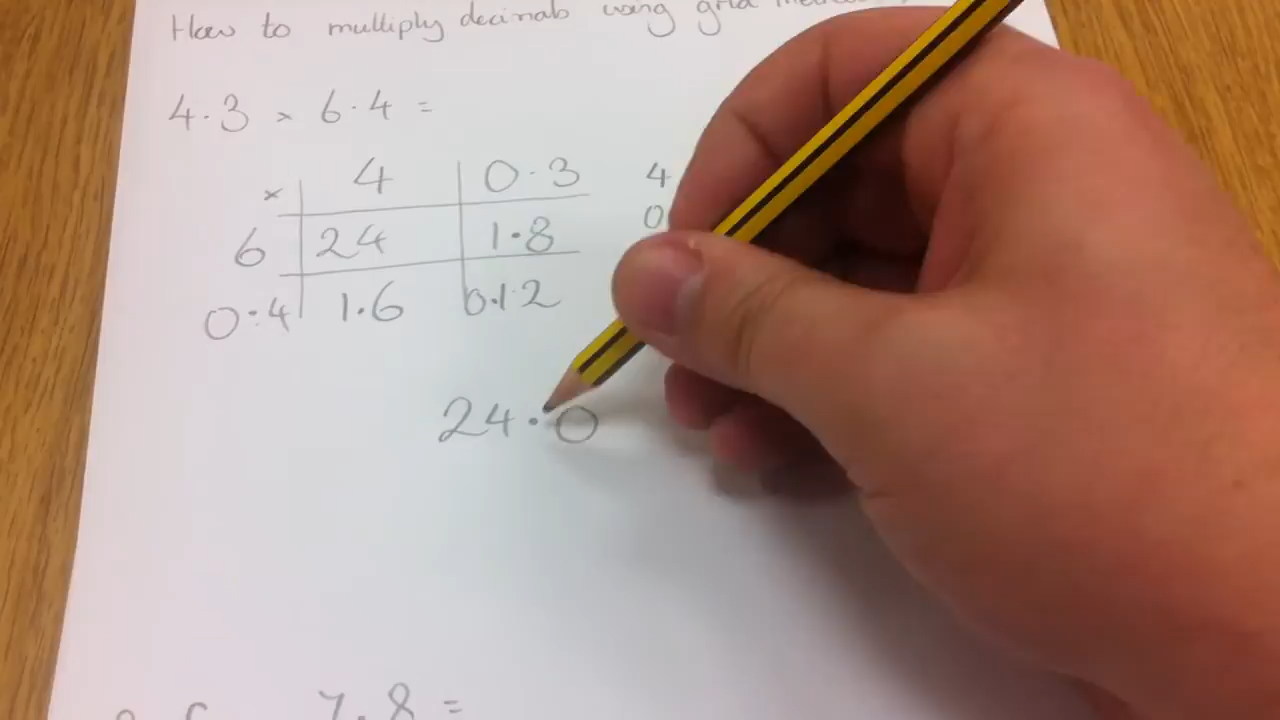 How to multiply decimals using grid
4.3 × 6.4 =
× 4 0.3 4
6 24 1.8 0
0.4 1.6 0.12
24.0
7.8 =